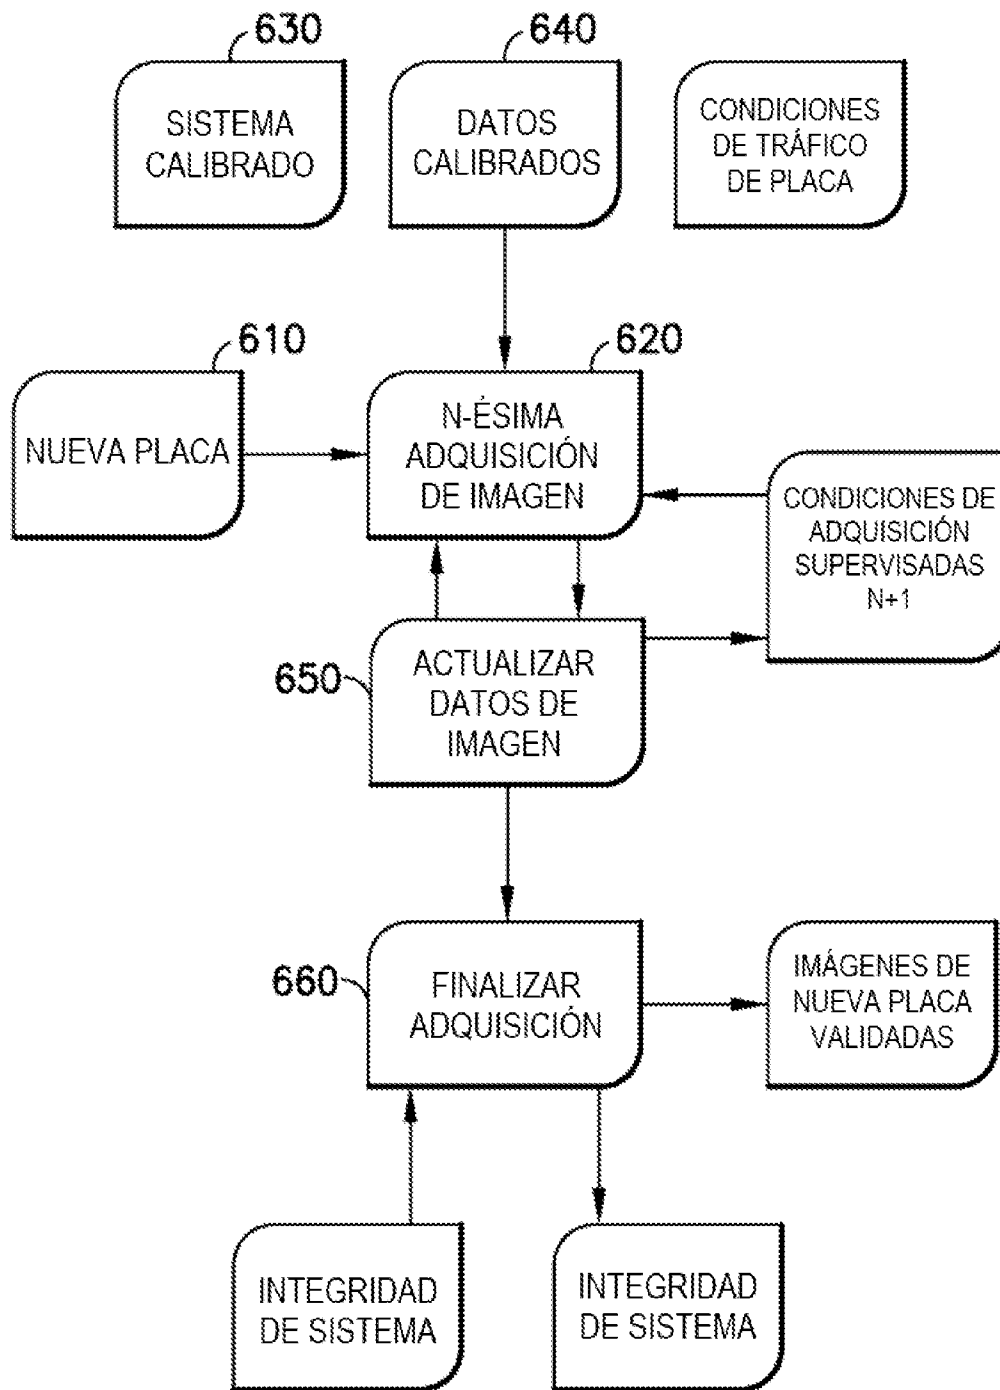 630
640
SISTEMA
CALIBRADO
DATOS
CALIBRADOS
CONDICIONES
DE TRÁFICO
DE PLACA
610
620
NUEVA PLACA
N-ÉSIMA
ADQUISICIÓN
DE IMAGEN
CONDICIONES DE
ADQUISICIÓN
SUPERVISADAS
N+1
650
ACTUALIZAR
DATOS DE
IMAGEN
660
FINALIZAR
ADQUISICIÓN
IMÁGENES DE
NUEVA PLACA
VALIDADAS
INTEGRIDAD
DE SISTEMA
INTEGRIDAD
DE SISTEMA